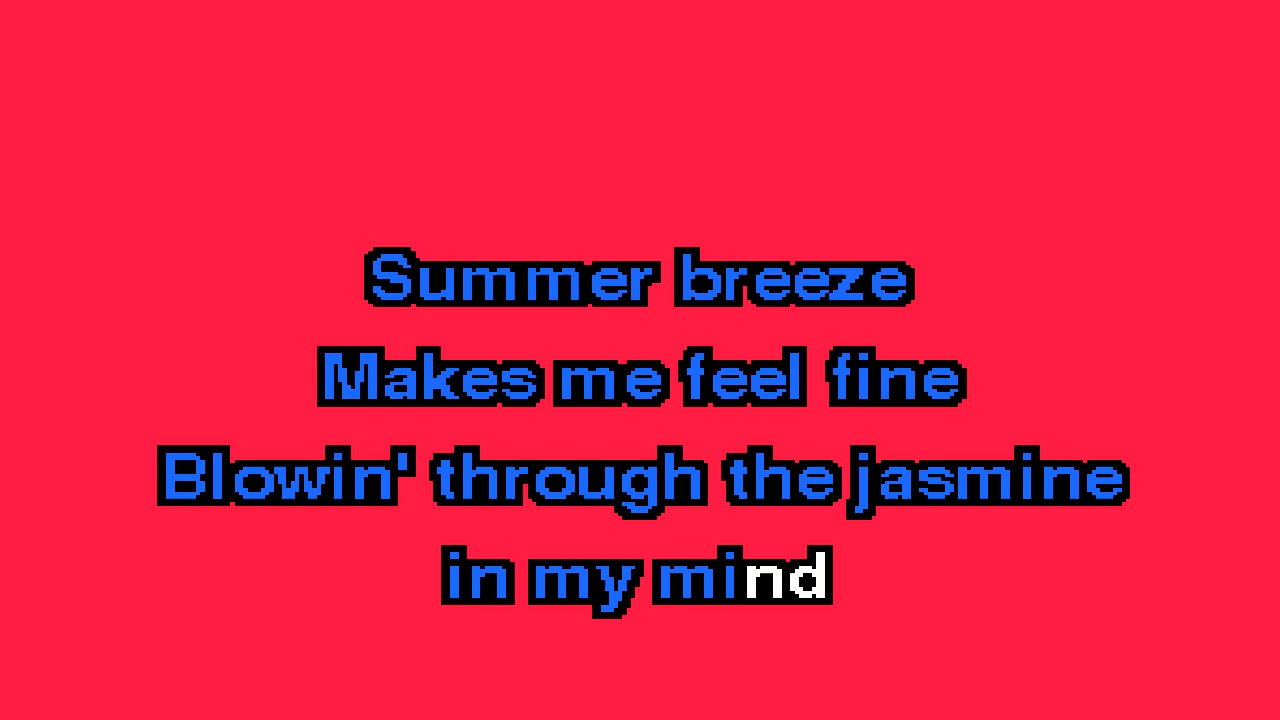 Summer breeze
Makes me feel fine
Blowin' through the jasmine
in my mind